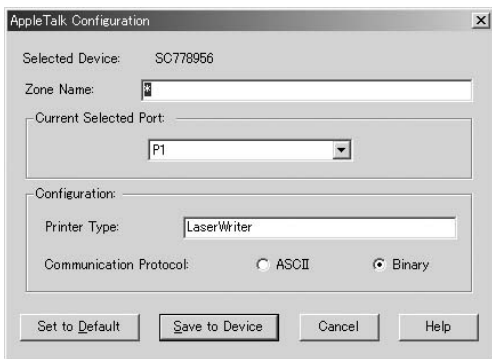 AppleTalk Configuration
Selected Device: SC778956
Zone Name: *
Current Selected Port:
P1
Configuration:
Printer Type: LaserWriter
Communication Protocol: ASCII Binary
Set to Default Save to Device Cancel Help